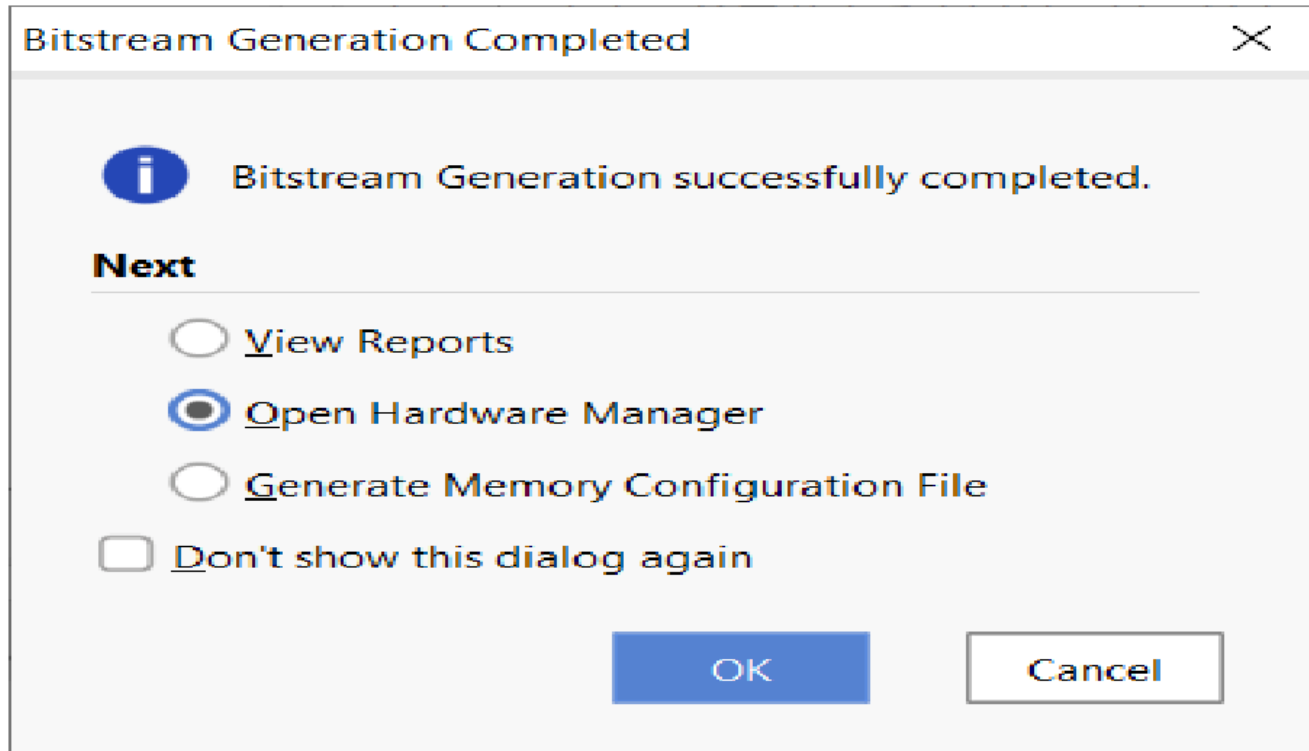 Bitstream Generation Completed
Bitstream Generation successfully completed.
Next
View Reports
Open Hardware Manager
Generate Memory Configuration File
Don't show this dialog again
OK Cancel